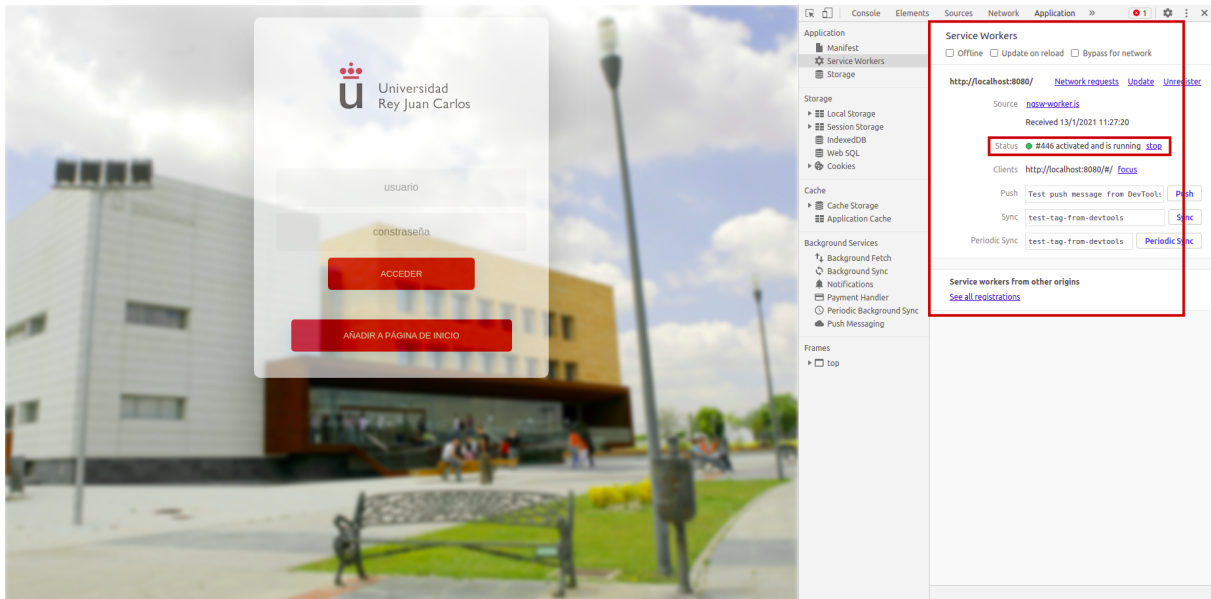 Universidad
Rey Juan Carlos
usuario
constraseña
ACCEDER
AÑADIR A PÁGINA DE INICIO
Console Elements Sources Network Application » 1
Application
Manifest
Service Workers
Storage
Storage
Local Storage
Session Storage
IndexedDB
Web SQL
Cookies
Cache
Cache Storage
Application Cache
Background Services
Background Fetch
Background Sync
Notifications
Payment Handler
Periodic Background Sync
Push Messaging
Frames
top
Service Workers
Offline Update on reload Bypass for network
http://localhost:8080/ Network requests Update Unregister
Source ngsw-worker.js
Received 13/1/2021 11:27:20
Status #446 activated and is running stop
Clients http://localhost:8080/#/ focus
Push Test push message from DevTools Push
Sync test-tag-from-devtools Sync
Periodic Sync test-tag-from-devtools Periodic Sync
Service workers from other origins
See all registrations